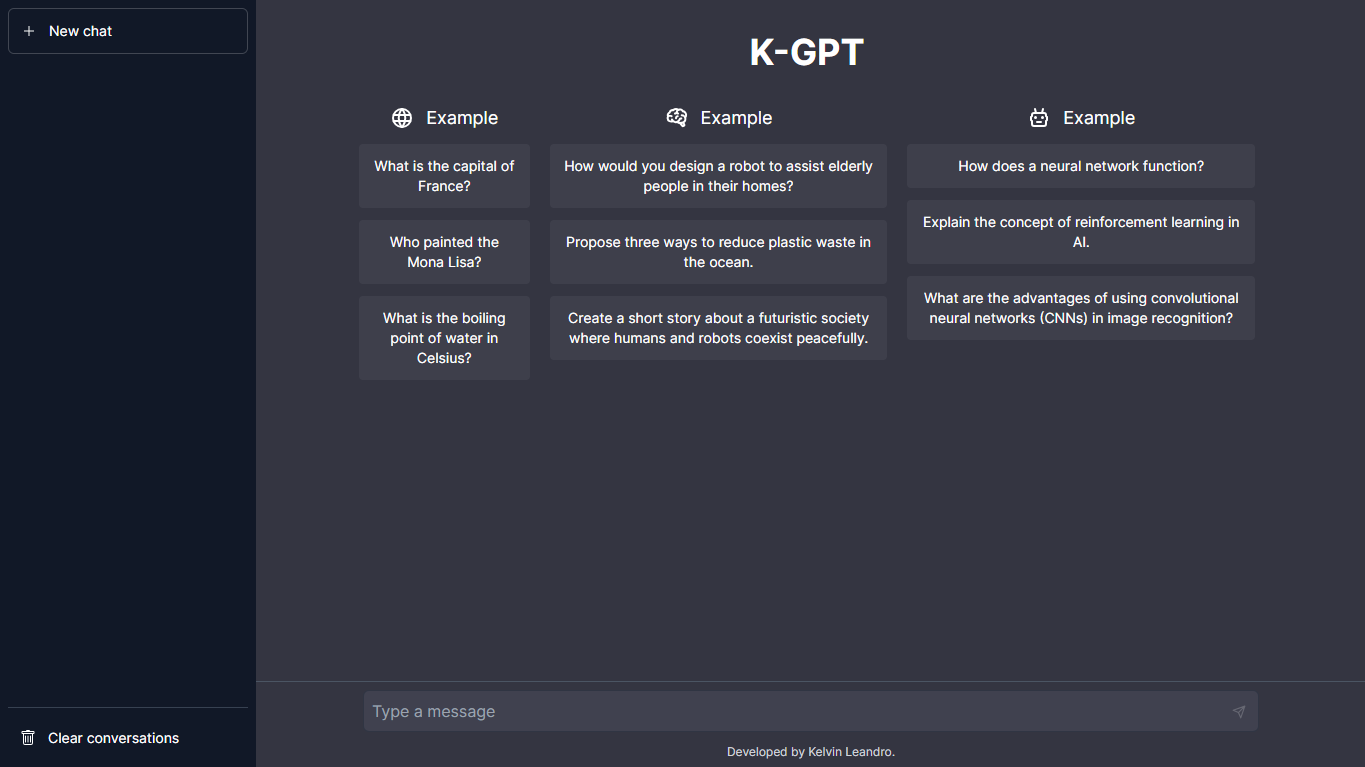 New chat
K-GPT
Example
What is the capital of
France?
Who painted the
Mona Lisa?
What is the boiling
point of water in
Celsius?
Example
How would you design a robot to assist elderly
people in their homes?
Propose three ways to reduce plastic waste in
the ocean.
Create a short story about a futuristic society
where humans and robots coexist peacefully.
Example
How does a neural network function?
Explain the concept of reinforcement learning in
AI.
What are the advantages of using convolutional
neural networks (CNNs) in image recognition?
Type a message
Clear conversations
Developed by Kelvin Leandro.